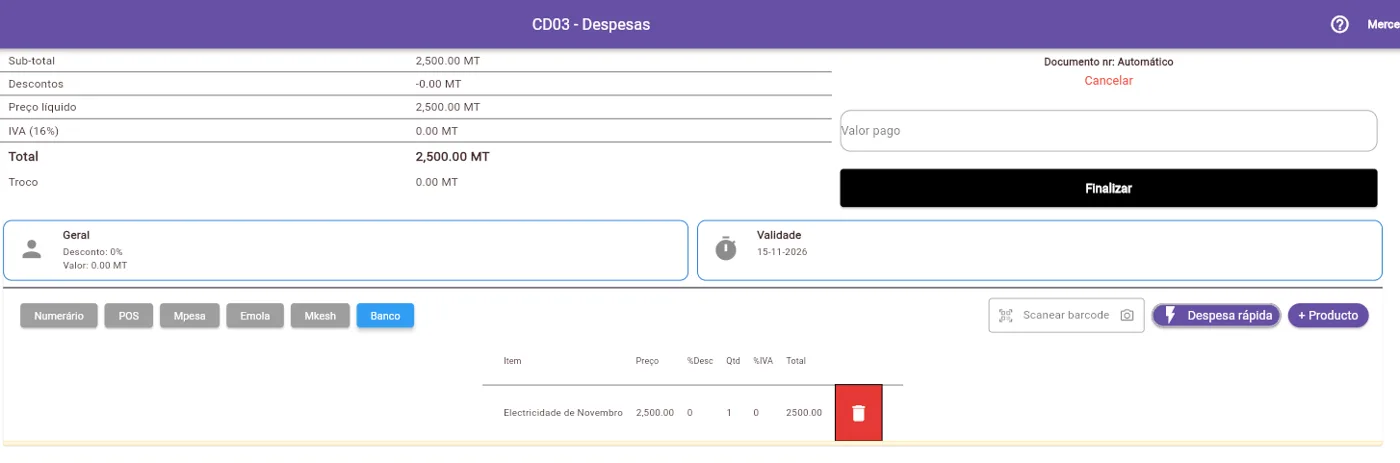 CD03 - Despesas
Merce
Sub-total 2,500.00 MT
Descontos -0.00 MT
Preço líquido 2,500.00 MT
IVA (16%) 0.00 MT
Total 2,500.00 MT
Troco 0.00 MT
Documento nr: Automático
Cancelar
Valor pago
Finalizar
Geral
Desconto: 0%
Valor: 0.00 MT
Validade
15-11-2026
Numerário POS Mpesa Emola Mkesh Banco
Scanear barcode Despesa rápida + Producto
Item Preço %Desc Qtd %IVA Total
Electricidade de Novembro 2,500.00 0 1 0 2500.00